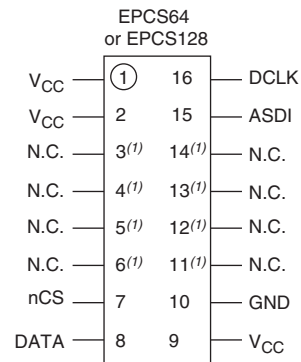 EPCS64
or EPCS128
VCC 1 16 DCLK
VCC 2 15 ASDI
N.C. 3(1) 14(1) N.C.
N.C. 4(1) 13(1) N.C.
N.C. 5(1) 12(1) N.C.
N.C. 6(1) 11(1) N.C.
nCS 7 10 GND
DATA 8 9 VCC